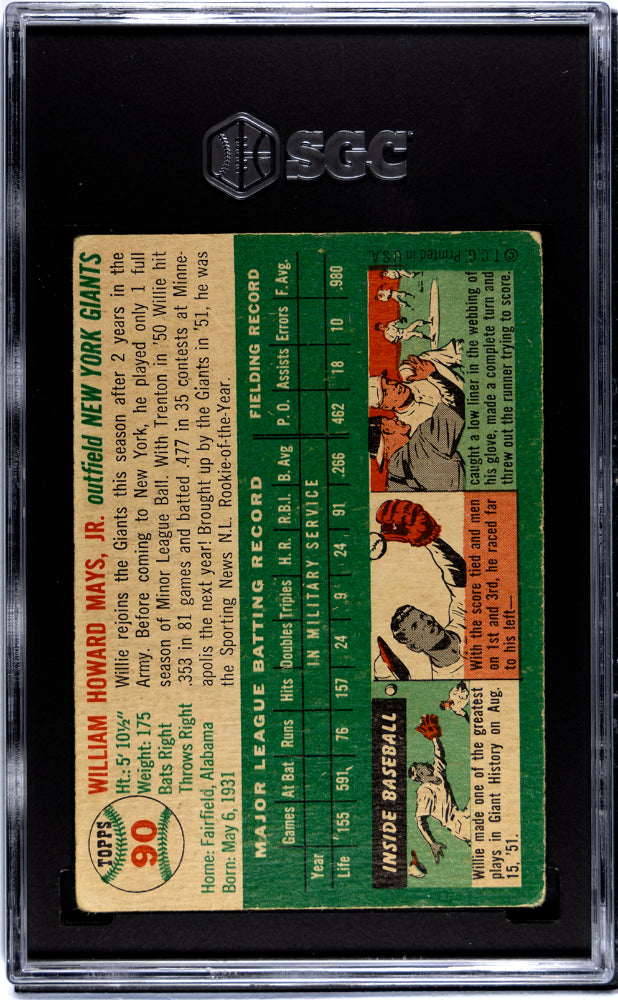 SGC
TOPPS
90
WILLIAM HOWARD MAYS, JR. outfield NEW YORK GIANTS
Ht.: 5' 10½"
Weight: 175
Bats Right
Throws Right
Home: Fairfield, Alabama
Born: May 6, 1931
Willie rejoins the Giants this season after 2 years in the
Army. Before coming to New York, he played only 1 full
season of Minor League Ball. With Trenton in '50 Willie hit
.353 in 81 games and batted .477 in 35 contests at Minne-
apolis the next year! Brought up by the Giants in '51, he was
the Sporting News N.L. Rookie-of-the-Year.
MAJOR LEAGUE BATTING RECORD FIELDING RECORD
Games At Bat Runs Hits Doubles Triples H.R. R.B.I. B. Avg P.O. Assists Errors F. Avg.
Year IN MILITARY SERVICE
Life 155 591 76 157 24 9 24 91 .266 462 18 10 .980
INSIDE BASEBALL
Willie made one of the greatest
plays in Giant History on Aug.
15, '51.
With the score tied and men
on 1st and 3rd, he raced far
to his left—
caught a low liner in the webbing of
his glove, made a complete turn and
threw out the runner trying to score.
© T.C.G. Printed in U.S.A.